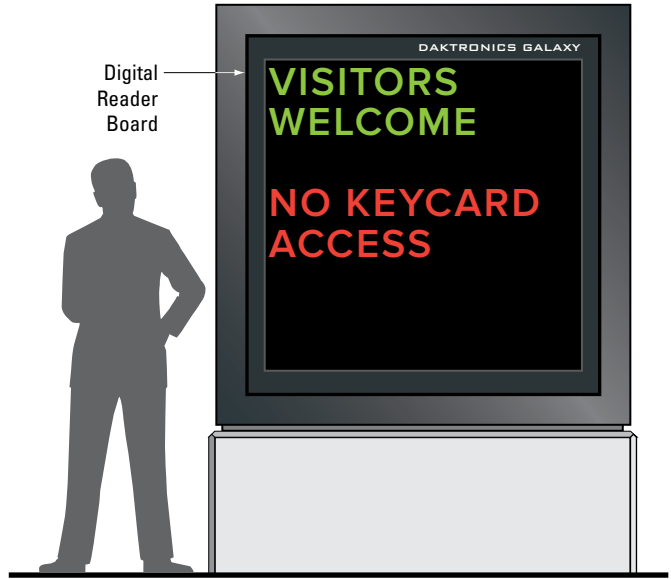 DAKTRONICS GALAXY
Digital
Reader
Board
VISITORS
WELCOME
NO KEYCARD
ACCESS